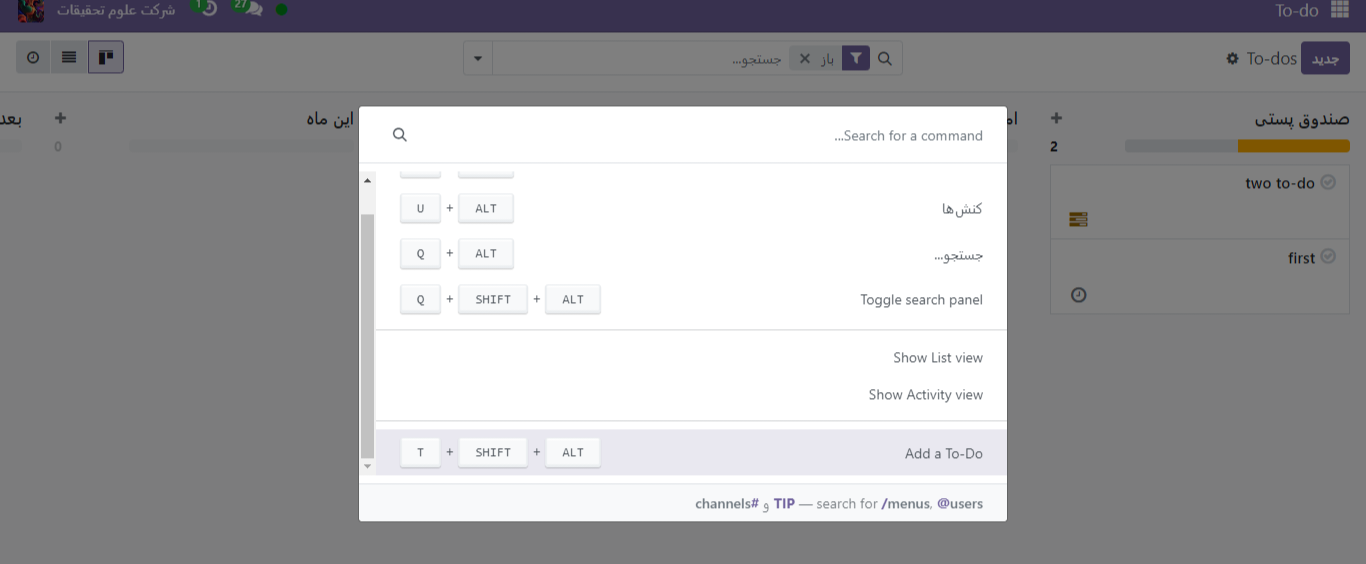 To-do
27
1
شرکت علوم تحقیقات
جدید
To-dos
باز
جستجو...
صندوق پستی
2
two to-do
first
این ماه
0
بعد
Search for a command...
کنش‌ها
ALT + U
جستجو...
ALT + Q
Toggle search panel
ALT + SHIFT + Q
Show List view
Show Activity view
Add a To-Do
ALT + SHIFT + T
TIP — search for /menus, @users و #channels